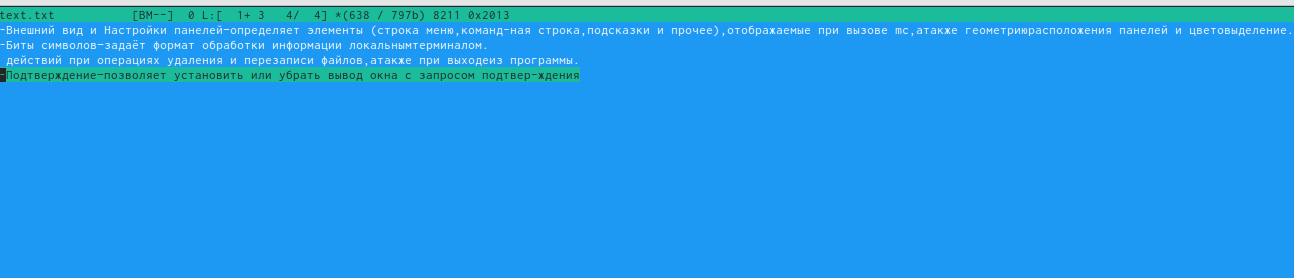 text.txt [BM--] 0 L:[ 1+ 3 4/ 4] *(638 / 797b) 8211 0x2013
–Внешний вид и Настройки панелей–определяет элементы (строка меню,команд-ная строка,подсказки и прочее),отображаемые при вызове mc,атакже геометриюрасположения панелей и цветовыделение.
–Биты символов–задаёт формат обработки информации локальнымтерминалом.
действий при операциях удаления и перезаписи файлов,атакже при выходеиз программы.
–Подтверждение–позволяет установить или убрать вывод окна с запросом подтвер-ждения